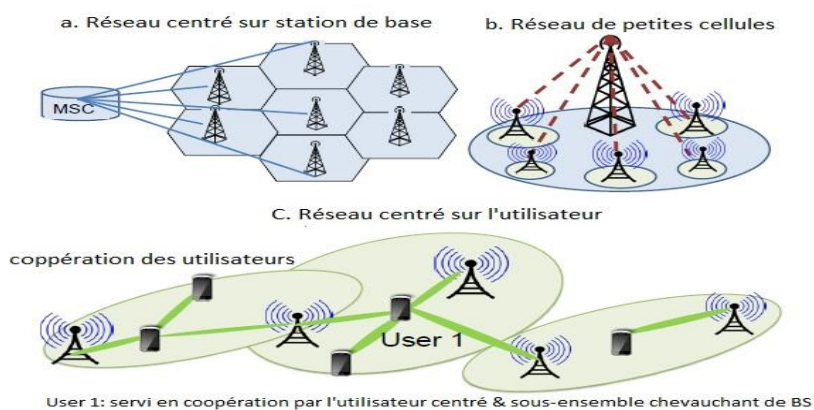 a. Réseau centré sur station de base
b. Réseau de petites cellules
MSC
C. Réseau centré sur l'utilisateur
coppération des utilisateurs
User 1
User 1: servi en coopération par l'utilisateur centré & sous-ensemble chevauchant de BS